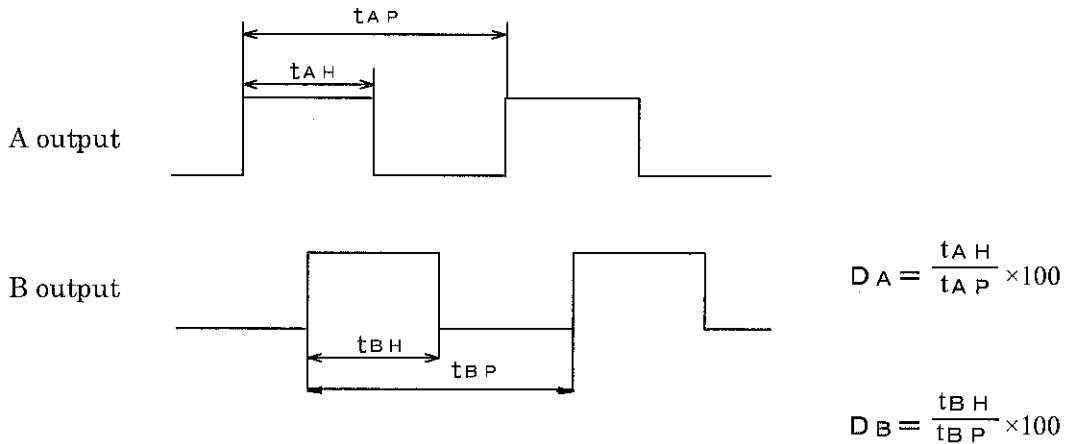 tAP
tAH
A output
B output
DA = tAH / tAP ×100
tBH
tBP
DB = tBH / tBP ×100